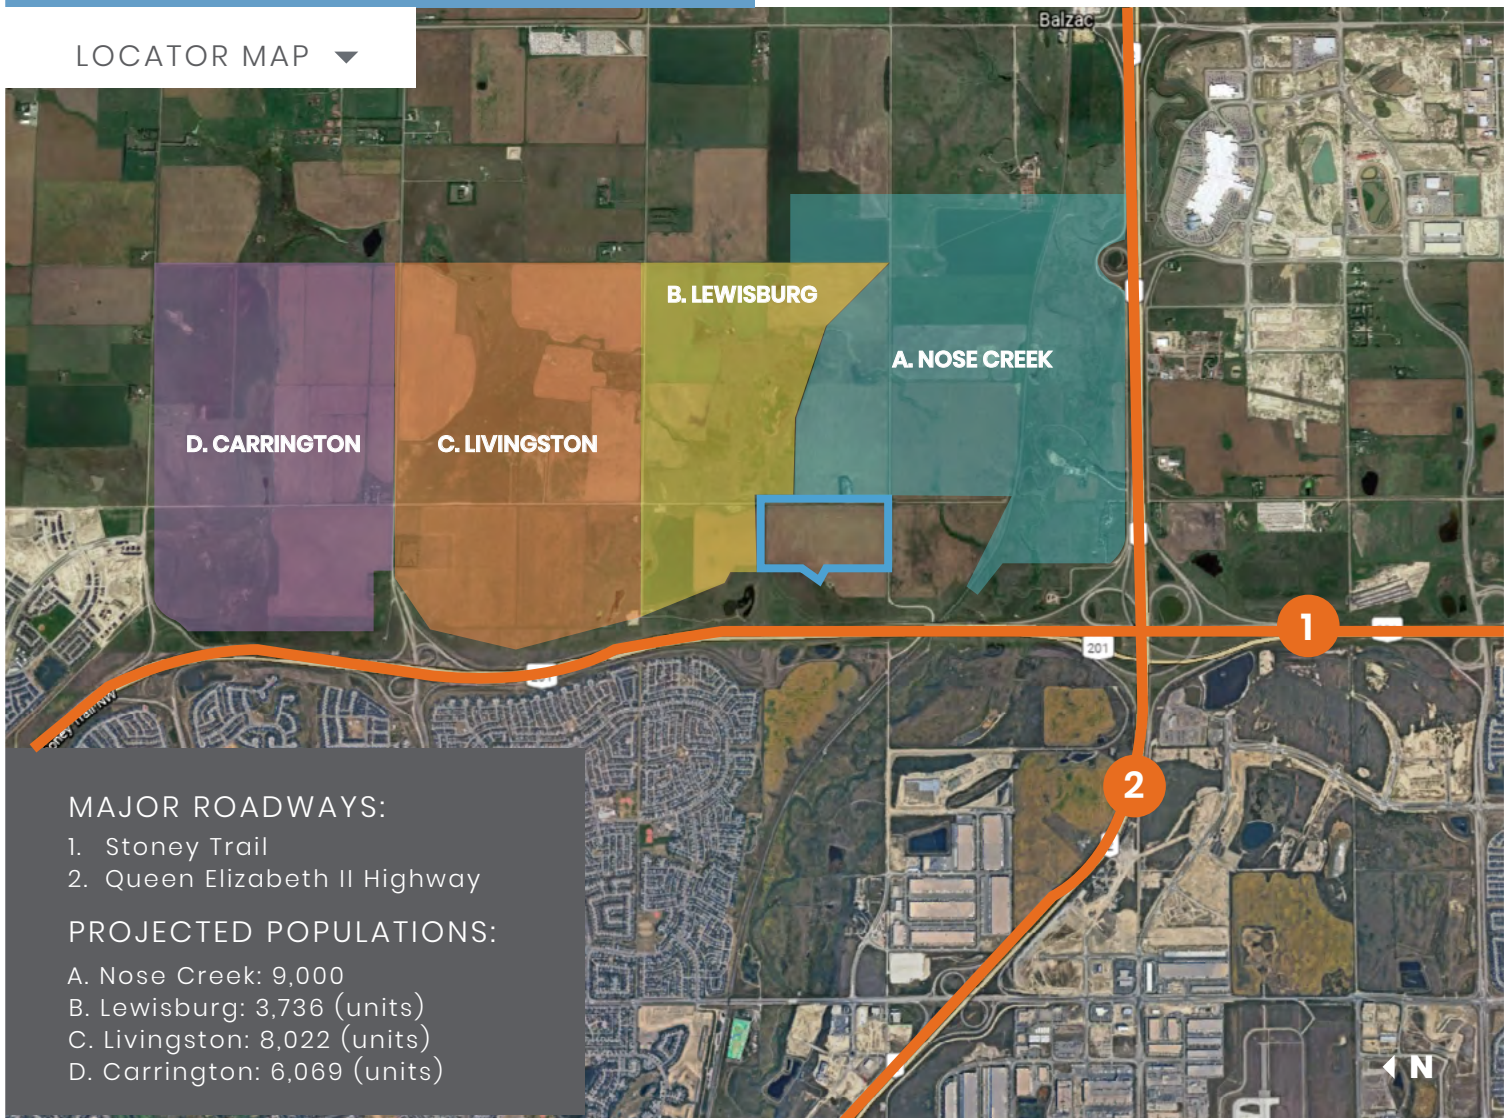 LOCATOR MAP
Balzac
B. LEWISBURG
A. NOSE CREEK
D. CARRINGTON
C. LIVINGSTON
1
201
2
MAJOR ROADWAYS:
1. Stoney Trail
2. Queen Elizabeth II Highway
PROJECTED POPULATIONS:
A. Nose Creek: 9,000
B. Lewisburg: 3,736 (units)
C. Livingston: 8,022 (units)
D. Carrington: 6,069 (units)
N